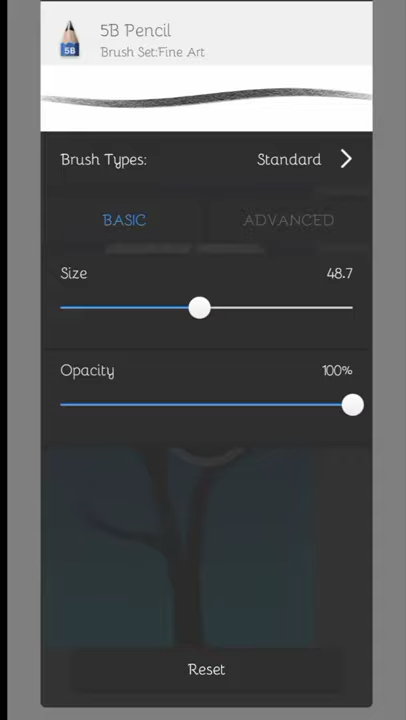 5B Pencil
Brush Set:Fine Art
5B
Brush Types: Standard
BASIC ADVANCED
Size 48.7
Opacity 100%
Reset